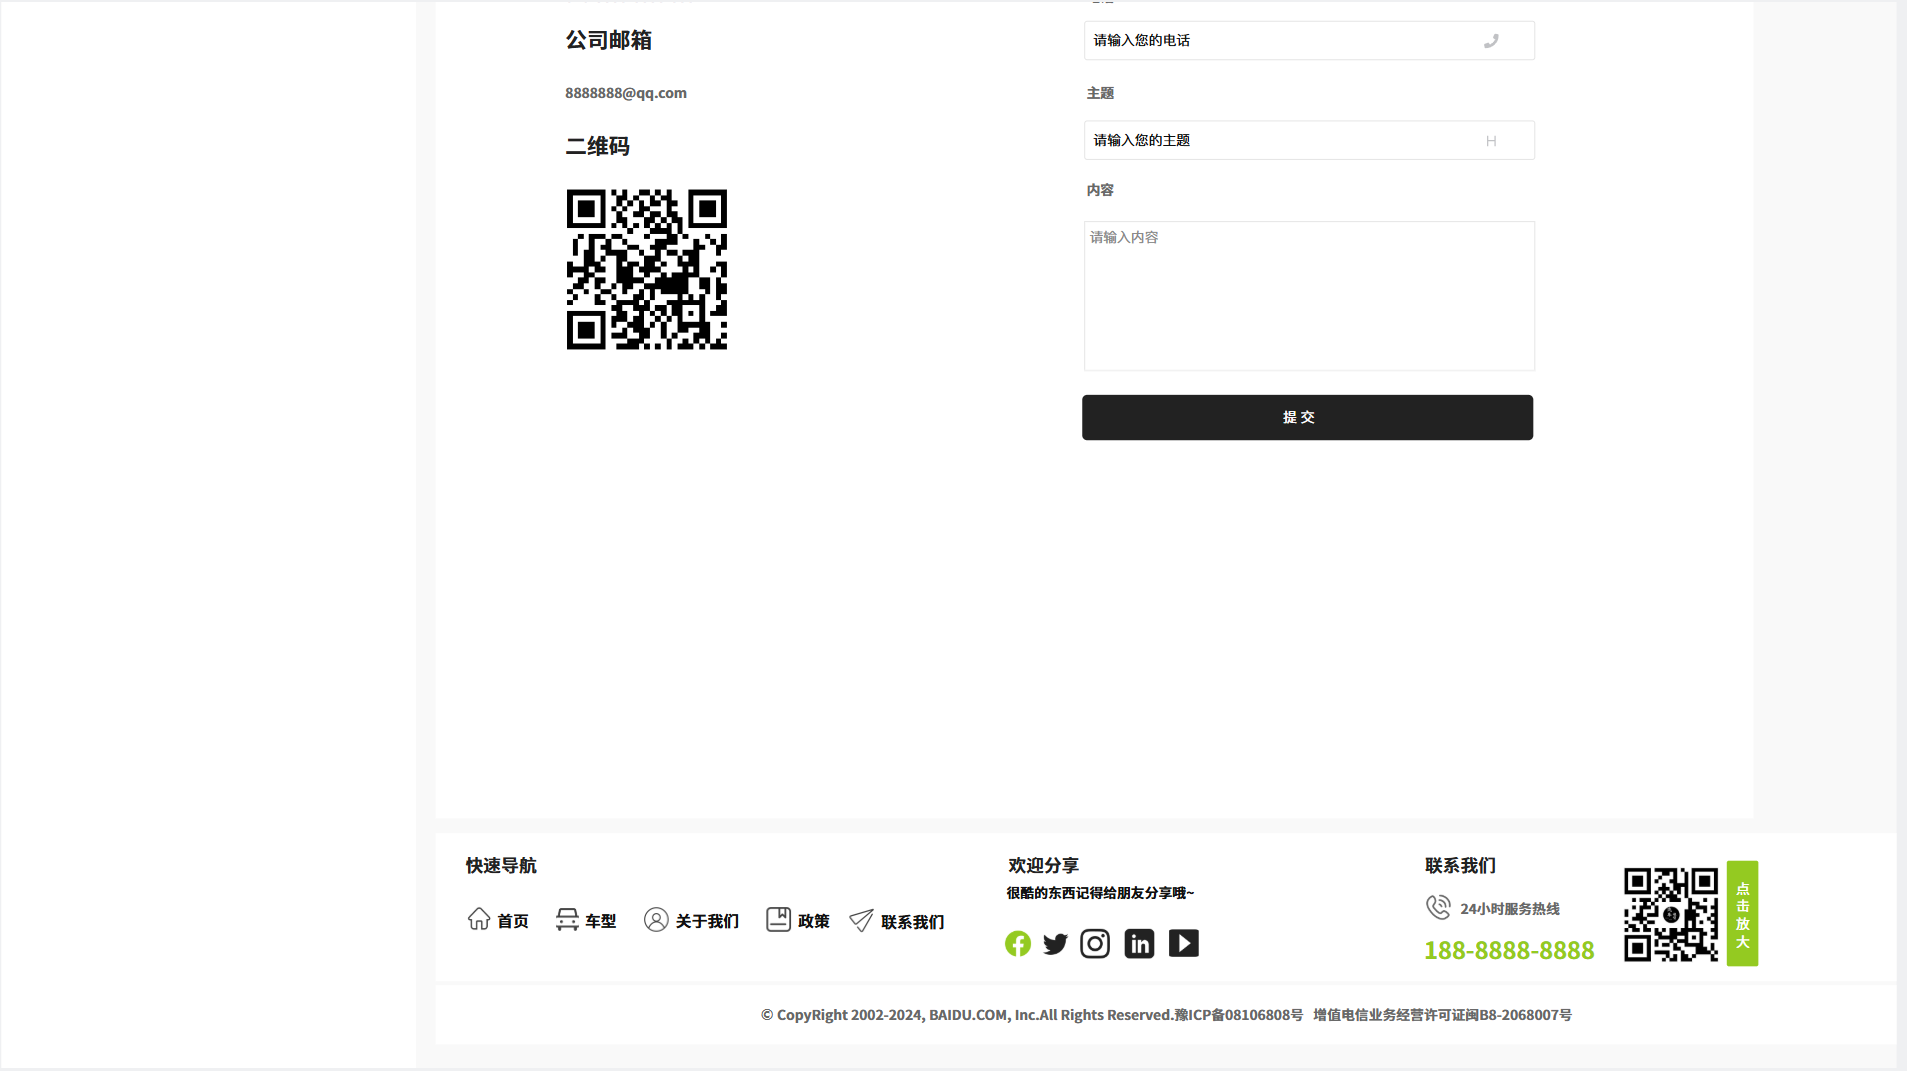 公司邮箱
8888888@qq.com
二维码
请输入您的电话
主题
请输入您的主题
内容
请输入内容
提 交
快速导航
首页
车型
关于我们
政策
联系我们
欢迎分享
很酷的东西记得给朋友分享哦~
联系我们
24小时服务热线
188-8888-8888
点击放大
© CopyRight 2002-2024, BAIDU.COM, Inc.All Rights Reserved.豫ICP备08106808号 增值电信业务经营许可证闽B8-2068007号